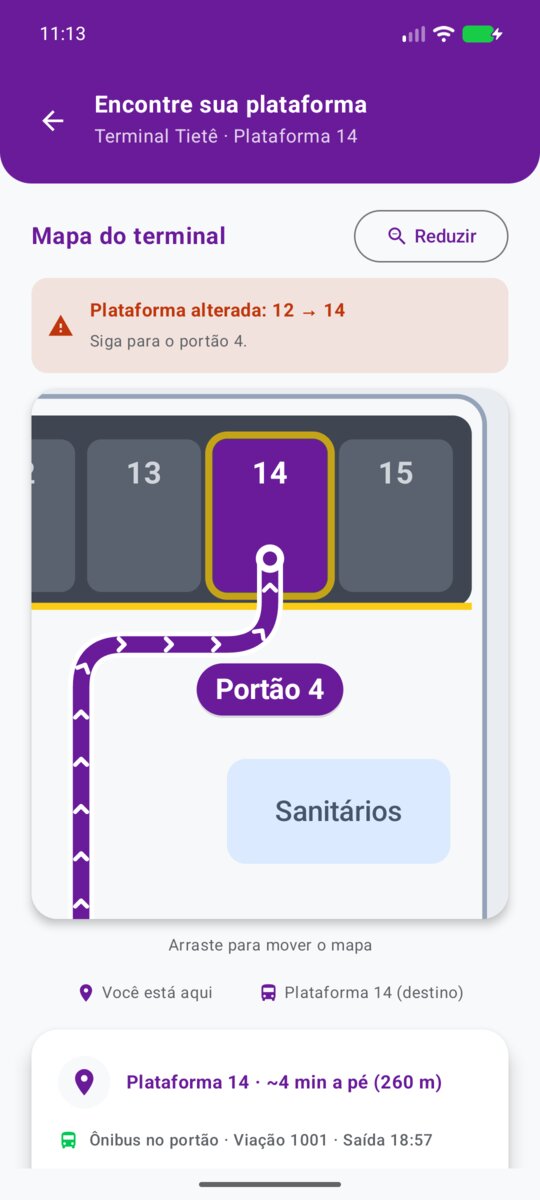 11:13
Encontre sua plataforma
Terminal Tietê · Plataforma 14
Mapa do terminal
Reduzir
Plataforma alterada: 12 → 14
Siga para o portão 4.
13
14
15
Portão 4
Sanitários
Arraste para mover o mapa
Você está aqui
Plataforma 14 (destino)
Plataforma 14 · ~4 min a pé (260 m)
Ônibus no portão · Viação 1001 · Saída 18:57